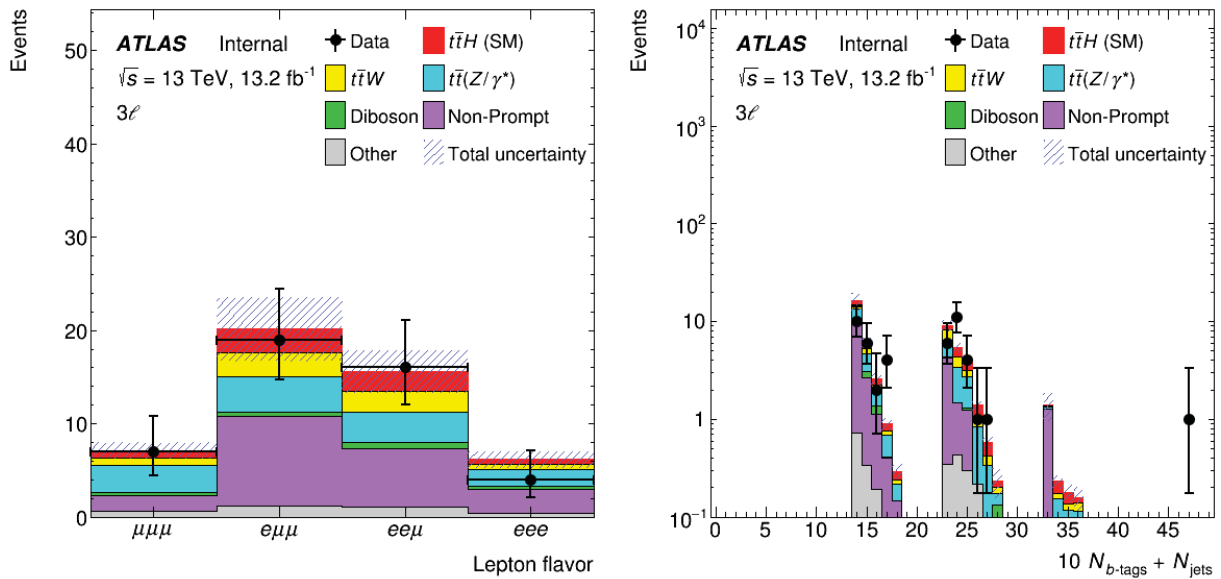 Events
50
40
30
20
10
0
ATLAS Internal
√s = 13 TeV, 13.2 fb⁻¹
3ℓ
Data
tt̄H (SM)
tt̄W
tt̄(Z/γ*)
Diboson
Non-Prompt
Other
Total uncertainty
μμμ
eμμ
eeμ
eee
Lepton flavor
Events
10⁴
10³
10²
10
1
10⁻¹
ATLAS Internal
√s = 13 TeV, 13.2 fb⁻¹
3ℓ
Data
tt̄H (SM)
tt̄W
tt̄(Z/γ*)
Diboson
Non-Prompt
Other
Total uncertainty
0 5 10 15 20 25 30 35 40 45
10 N_b-tags + N_jets